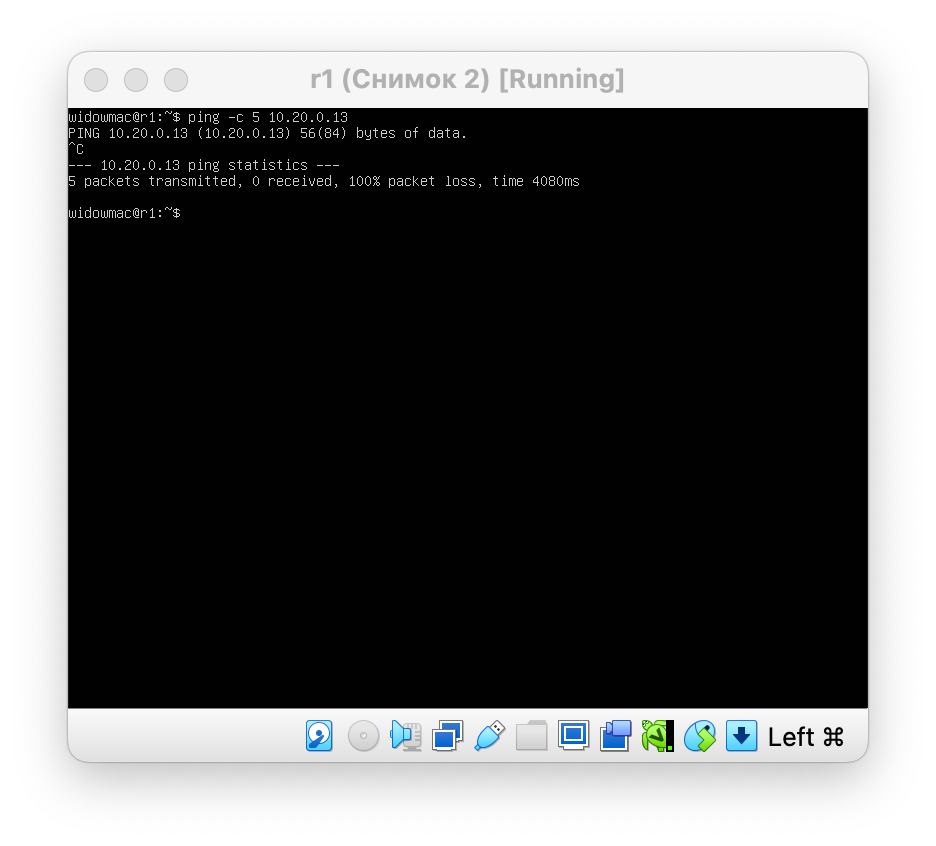 r1 (Снимок 2) [Running]
widowmac@r1:~$ ping -c 5 10.20.0.13
PING 10.20.0.13 (10.20.0.13) 56(84) bytes of data.
^C
--- 10.20.0.13 ping statistics ---
5 packets transmitted, 0 received, 100% packet loss, time 4080ms
widowmac@r1:~$
Left ⌘